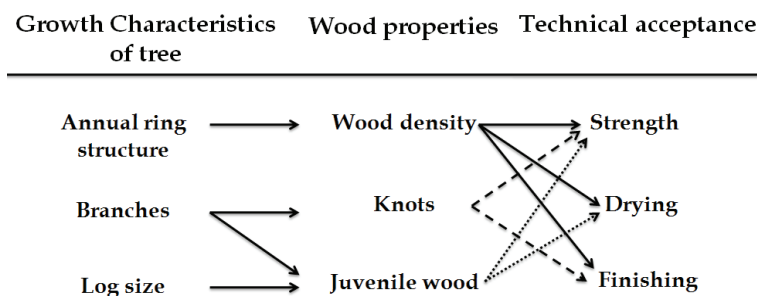 Growth Characteristics
of tree
Wood properties
Technical acceptance
Annual ring
structure
Wood density
Strength
Branches
Knots
Drying
Log size
Juvenile wood
Finishing